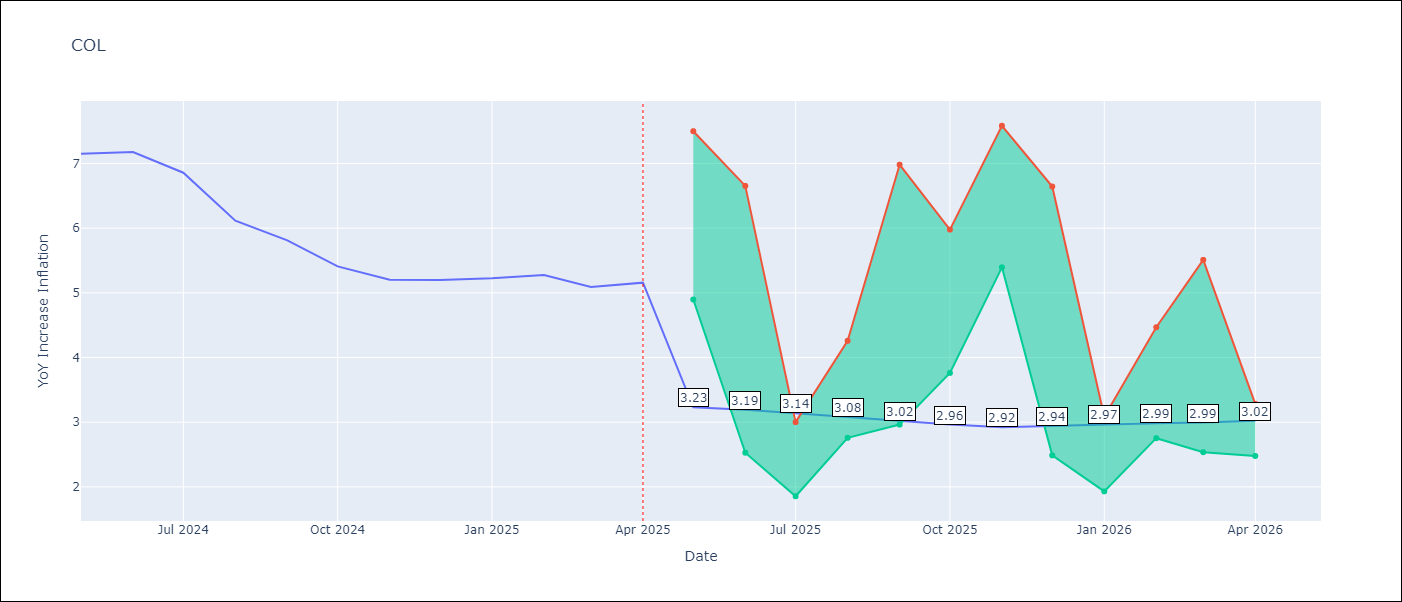 COL
YoY Increase Inflation
7
6
5
4
3
2
3.23
3.19
3.14
3.08
3.02
2.96
2.92
2.94
2.97
2.99
2.99
3.02
Jul 2024
Oct 2024
Jan 2025
Apr 2025
Jul 2025
Oct 2025
Jan 2026
Apr 2026
Date